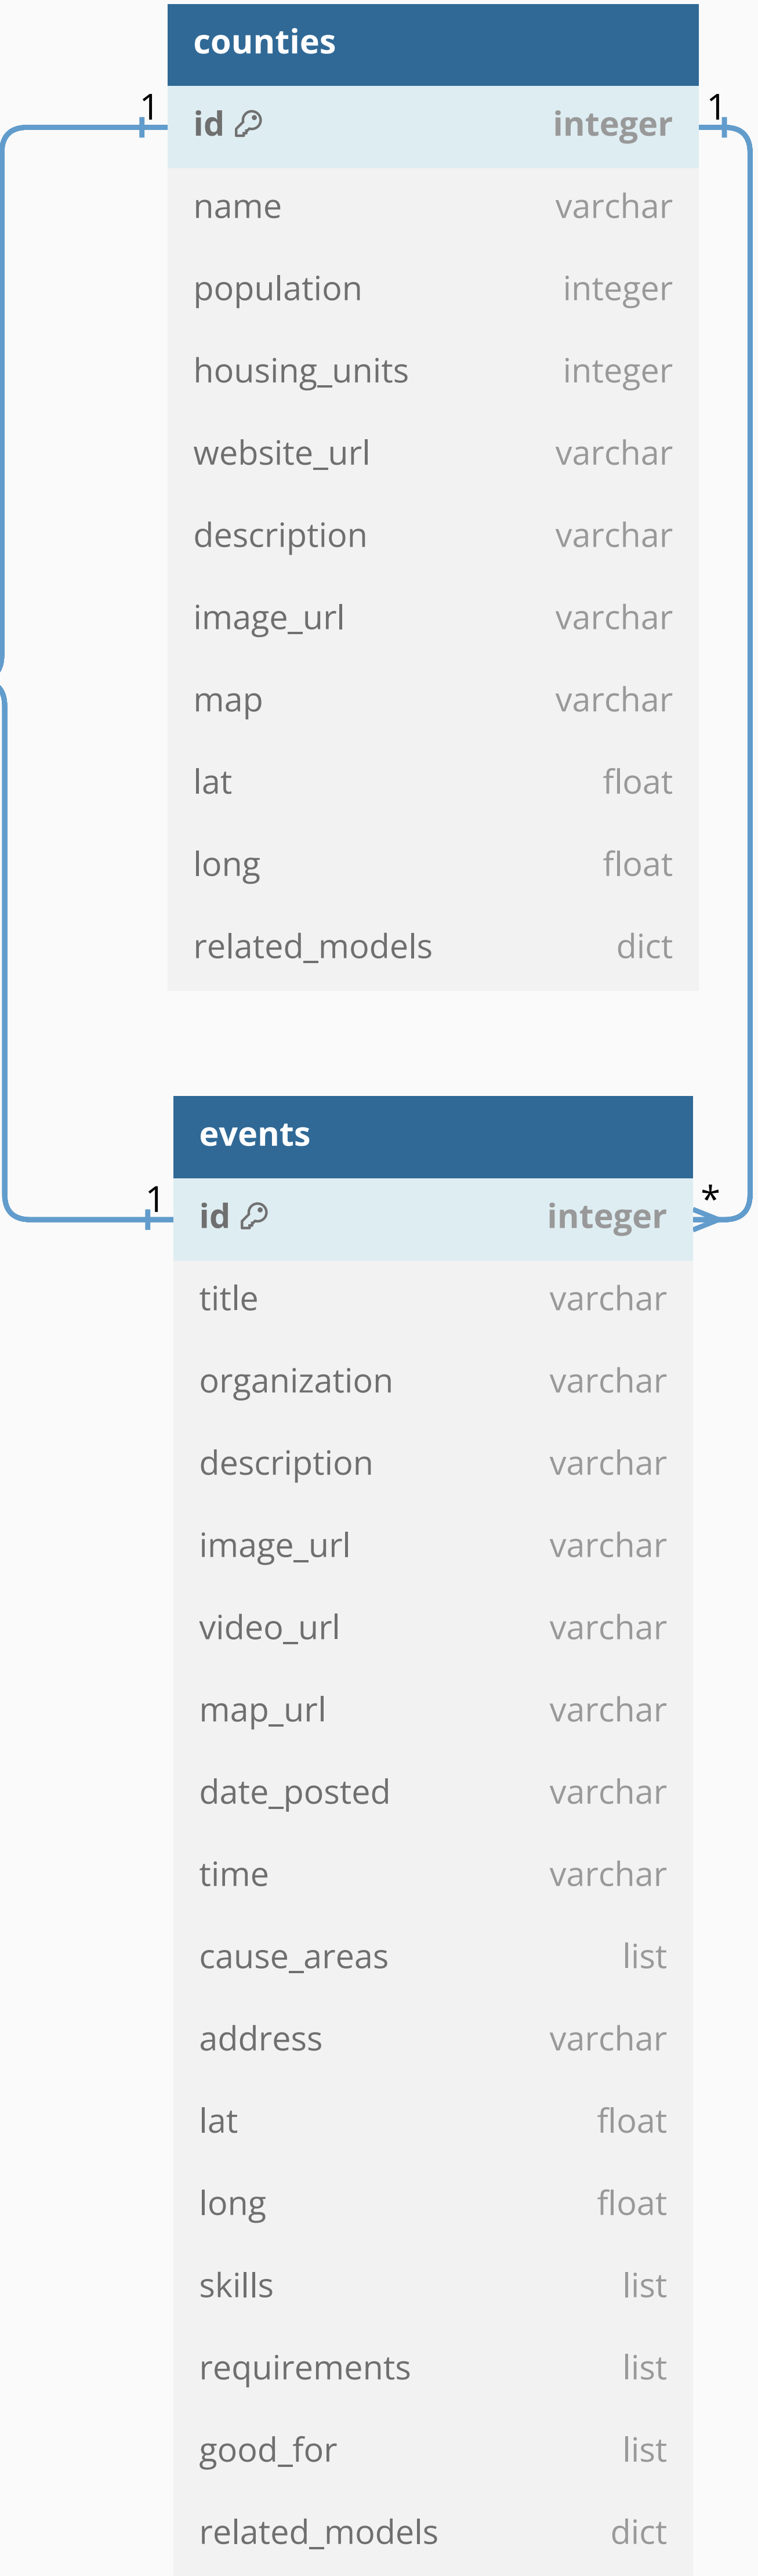 counties
1 id integer 1
name varchar
population integer
housing_units integer
website_url varchar
description varchar
image_url varchar
map varchar
lat float
long float
related_models dict
events
1 id integer *
title varchar
organization varchar
description varchar
image_url varchar
video_url varchar
map_url varchar
date_posted varchar
time varchar
cause_areas list
address varchar
lat float
long float
skills list
requirements list
good_for list
related_models dict